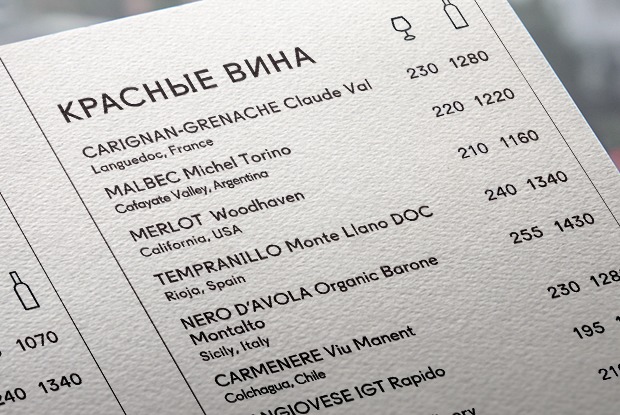 КРАСНЫЕ ВИНА
CARIGNAN-GRENACHE Claude Val 230 1280
Languedoc, France
MALBEC Michel Torino 220 1220
Cafayate Valley, Argentina
MERLOT Woodhaven 210 1160
California, USA
TEMPRANILLO Monte Llano DOC 240 1340
Rioja, Spain
NERO D'AVOLA Organic Barone 255 1430
Montalto
Sicily, Italy
CARMENERE Viu Manent 230
Colchagua, Chile
IGT Rapido 195
1070
240 1340